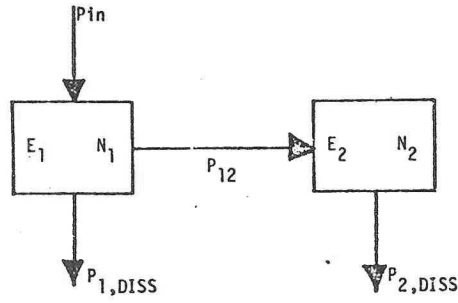 Pin
E₁ N₁
P₁₂
E₂ N₂
P₁,DISS
P₂,DISS